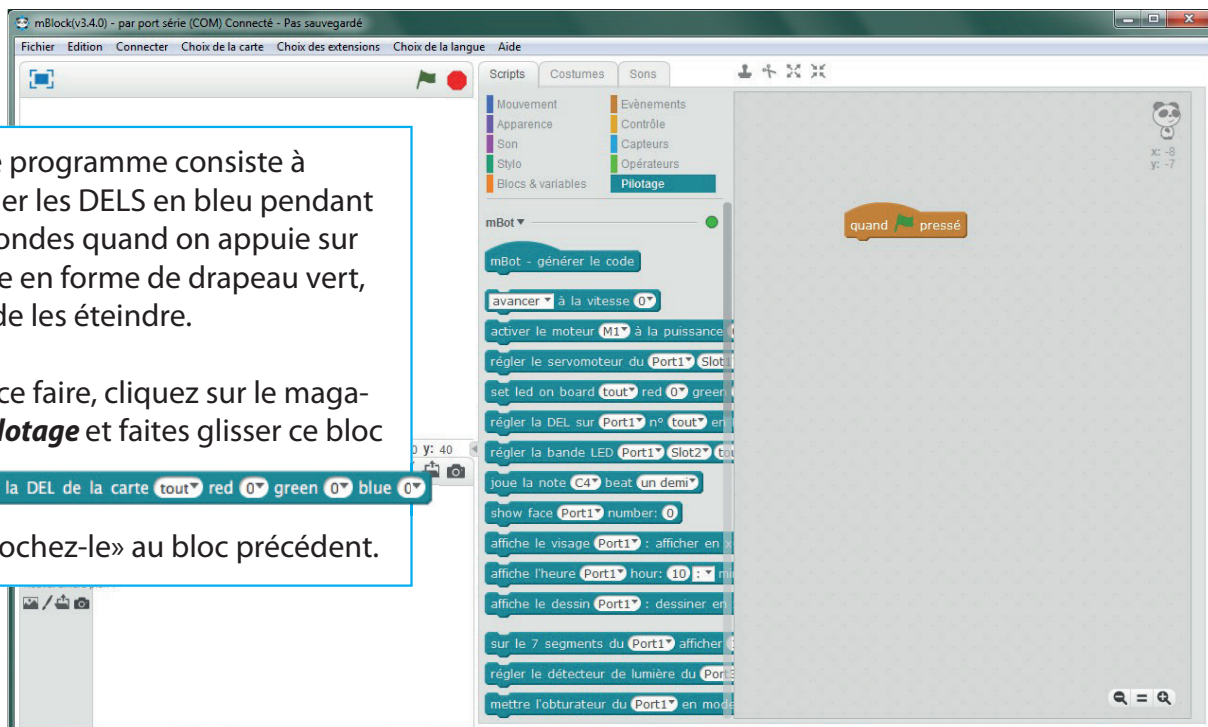 mBlock(v3.4.0) - par port série (COM) Connecté - Pas sauvegardé
Fichier Edition Connecter Choix de la carte Choix des extensions Choix de la langue Aide
Scripts Costumes Sons
Mouvement Evènements
Apparence Contrôle
Son Capteurs
Stylo Opérateurs
Blocs & variables Pilotage
x: -8
y: -7
mBot
mBot - générer le code
avancer à la vitesse 0
activer le moteur M1 à la puissance
régler le servomoteur du Port1 Slot1
set led on board tout red 0 green
régler la DEL sur Port1 n° tout en
régler la bande LED Port1 Slot2
joue la note C4 beat un demi
show face Port1 number: 0
affiche le visage Port1 : afficher en x
affiche l'heure Port1 hour: 10 :
affiche le dessin Port1 : dessiner en
sur le 7 segments du Port1 afficher
régler le détecteur de lumière du
mettre l'obturateur du Port1 en mode
quand pressé
programme consiste à
er les DELS en bleu pendant
ondes quand on appuie sur
e en forme de drapeau vert,
de les éteindre.
ce faire, cliquez sur le maga-
lotage et faites glisser ce bloc
la DEL de la carte tout red 0 green 0 blue 0
ochez-le» au bloc précédent.
y: 40